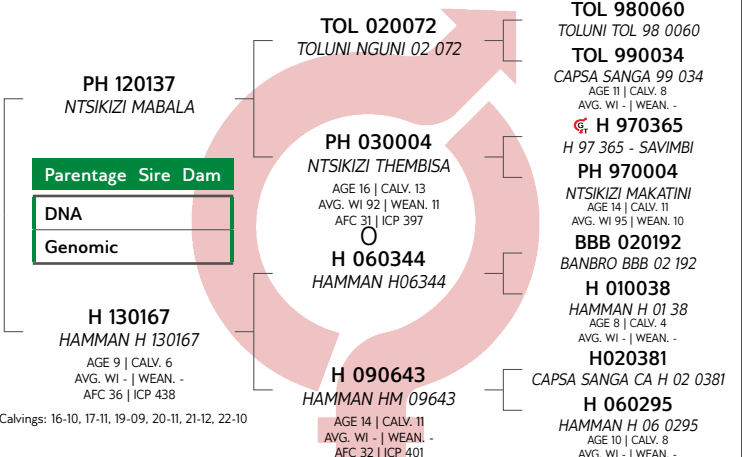 PH 120137
NTSIKIZI MABALA
Parentage Sire Dam
DNA
Genomic
H 130167
HAMMAN H 130167
AGE 9 | CALV. 6
AVG. WI - | WEAN. -
AFC 36 | ICP 438
Calvings: 16-10, 17-11, 19-09, 20-11, 21-12, 22-10
TOL 020072
TOLUNI NGUNI 02 072
PH 030004
NTSIKIZI THEMBISA
AGE 16 | CALV. 13
AVG. WI 92 | WEAN. 11
AFC 31 | ICP 397
O
H 060344
HAMMAN H06344
H 090643
HAMMAN HM 09643
AGE 14 | CALV. 11
AVG. WI - | WEAN. -
AFC 32 | ICP 401
TOL 980060
TOLUNI TOL 98 0060
TOL 990034
CAPSA SANGA 99 034
AGE 11 | CALV. 8
AVG. WI - | WEAN. -
H 970365
H 97 365 - SAVIMBI
PH 970004
NTSIKIZI MAKATINI
AGE 14 | CALV. 11
AVG. WI 95 | WEAN. 10
BBB 020192
BANBRO BBB 02 192
H 010038
HAMMAN H 01 38
AGE 8 | CALV. 4
AVG. WI - | WEAN. -
H020381
CAPSA SANGA CA H 02 0381
H 060295
HAMMAN H 06 0295
AGE 10 | CALV. 8
AVG. WI - | WEAN. -